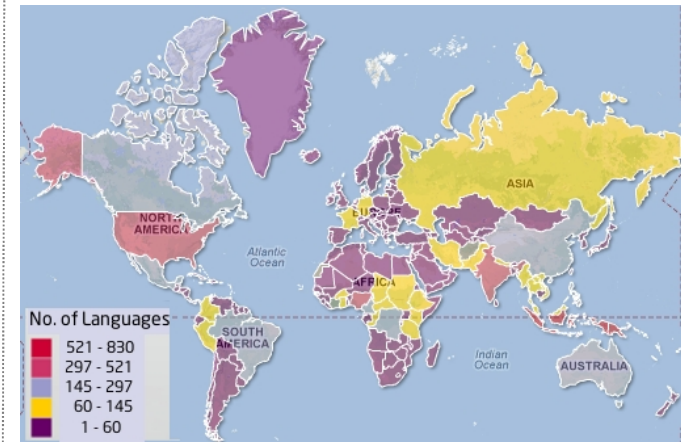 ASIA
EUROPE
NORTH
AMERICA
Atlantic
Ocean
AFRICA
No. of Languages
521 - 830
297 - 521
145 - 297
60 - 145
1 - 60
SOUTH
AMERICA
Indian
Ocean
AUSTRALIA